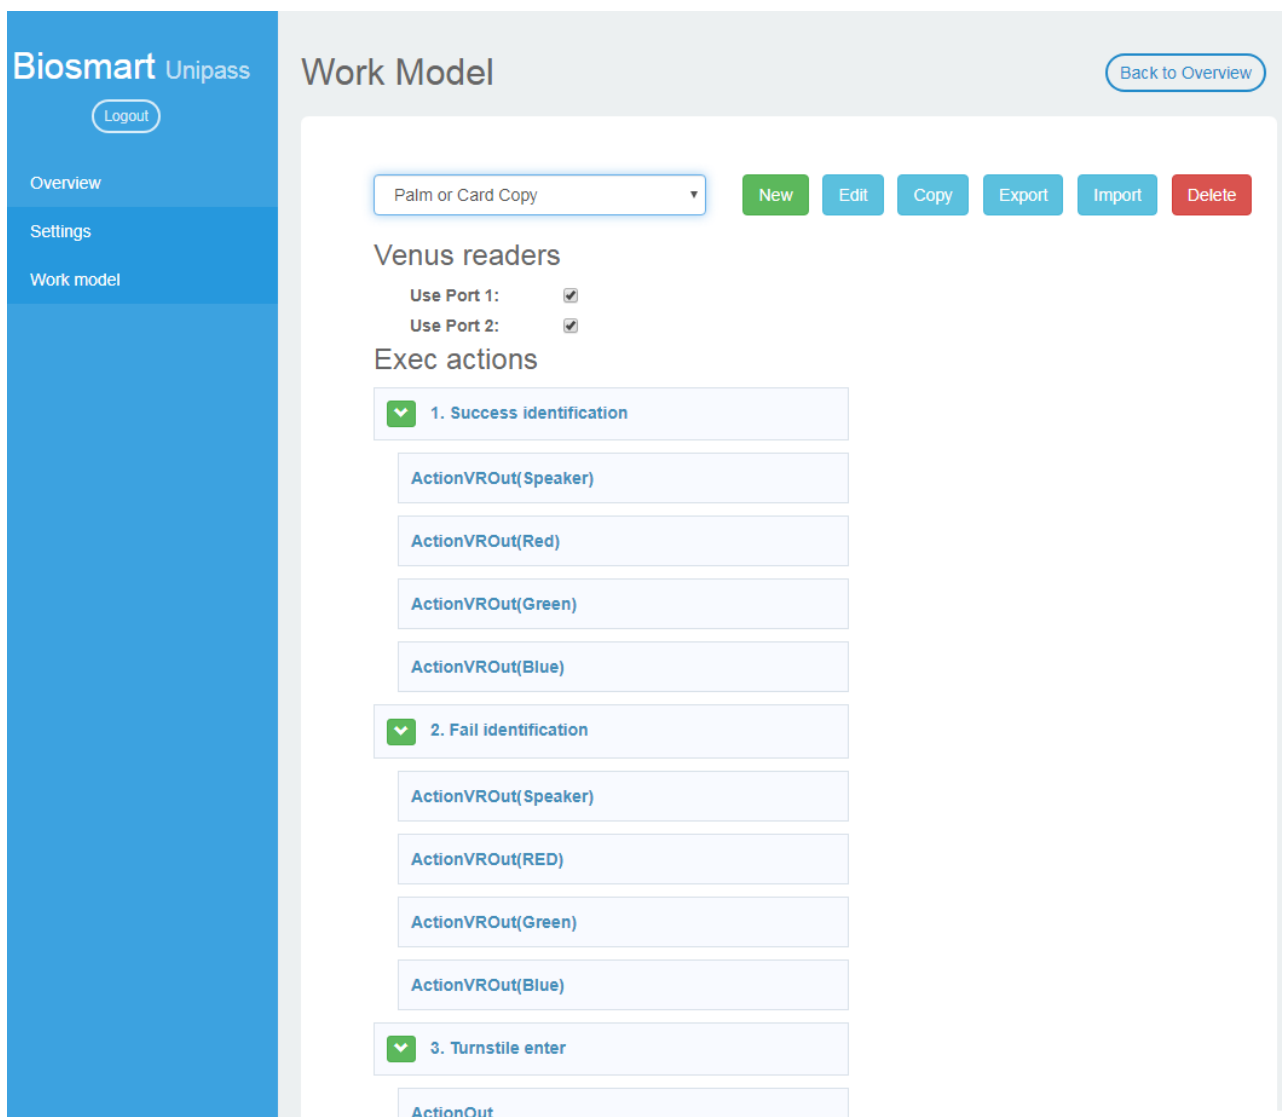 Biosmart Unipass
Logout
Overview
Settings
Work model
Work Model
Back to Overview
Palm or Card Copy
New
Edit
Copy
Export
Import
Delete
Venus readers
Use Port 1:
Use Port 2:
Exec actions
1. Success identification
ActionVROut(Speaker)
ActionVROut(Red)
ActionVROut(Green)
ActionVROut(Blue)
2. Fail identification
ActionVROut(Speaker)
ActionVROut(RED)
ActionVROut(Green)
ActionVROut(Blue)
3. Turnstile enter
ActionOut